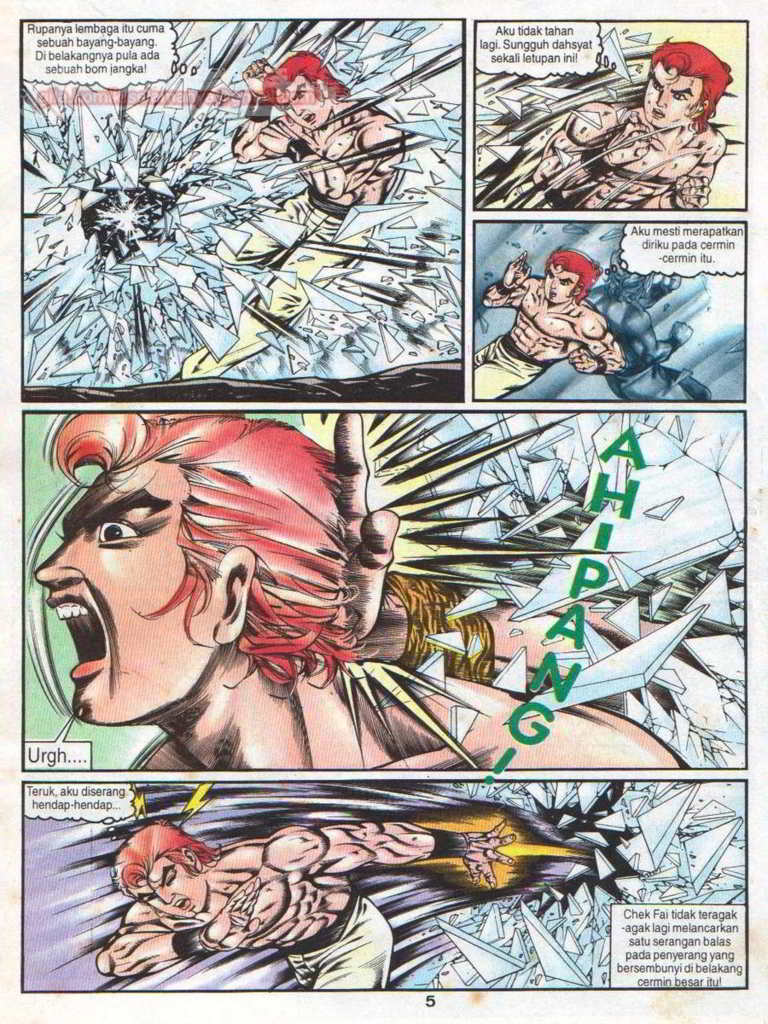 Rupanya lembaga itu cuma
sebuah bayang-bayang.
Di belakangnya pula ada
sebuah bom jangka!
Aku tidak tahan
lagi. Sungguh dahsyat
sekali letupan ini!
Aku mesti merapatkan
diriku pada cermin
-cermin itu.
AHIPANG!
Urgh....
Teruk, aku diserang
hendap-hendap...
Chek Fai tidak teragak
-agak lagi melancarkan
satu serangan balas
pada penyerang yang
bersembunyi di belakang
cermin besar itu!
5